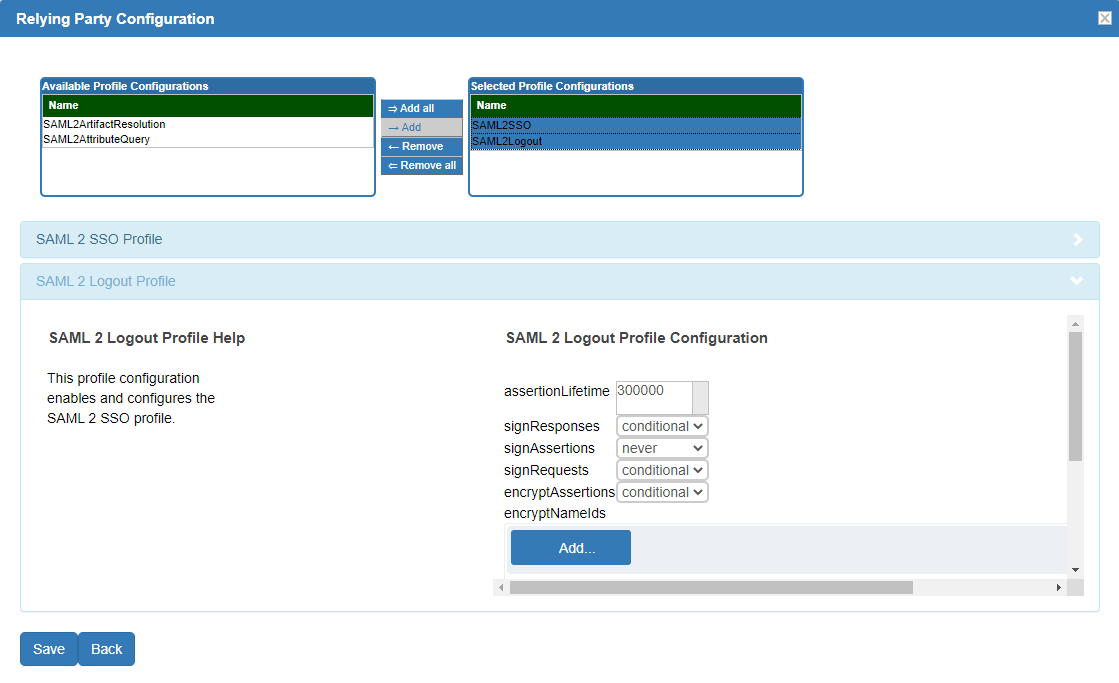 Relying Party Configuration
Available Profile Configurations
Name
SAML2ArtifactResolution
SAML2AttributeQuery
⇒ Add all
→ Add
← Remove
⇐ Remove all
Selected Profile Configurations
Name
SAML2SSO
SAML2Logout
SAML 2 SSO Profile
SAML 2 Logout Profile
SAML 2 Logout Profile Help
This profile configuration
enables and configures the
SAML 2 SSO profile.
SAML 2 Logout Profile Configuration
assertionLifetime 300000
signResponses conditional
signAssertions never
signRequests conditional
encryptAssertions conditional
encryptNameIds
Add...
Save Back